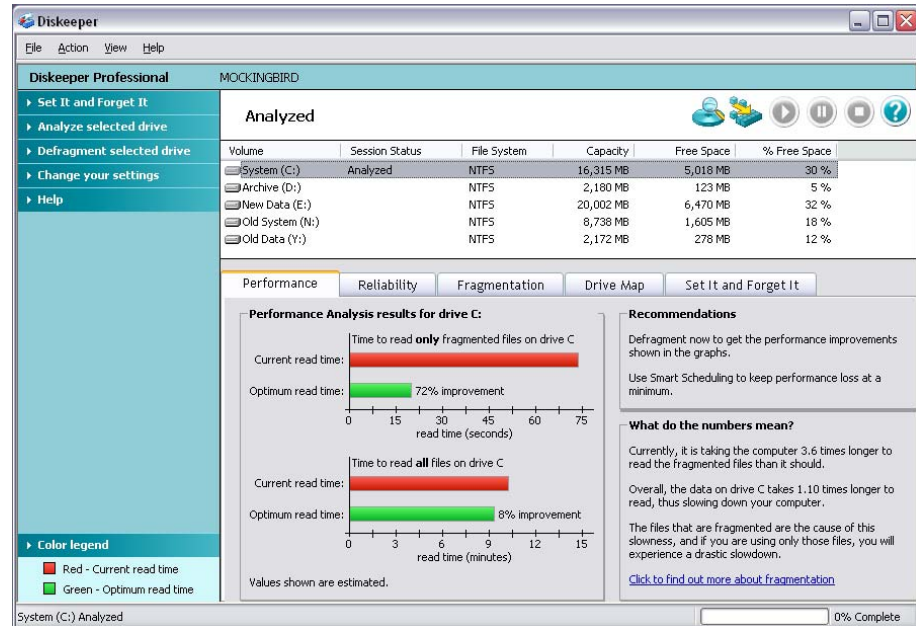 Diskeeper
File Action View Help
Diskeeper Professional MOCKINGBIRD
Set It and Forget It
Analyze selected drive
Defragment selected drive
Change your settings
Help
Analyzed
Volume Session Status File System Capacity Free Space % Free Space
System (C:) Analyzed NTFS 16,315 MB 5,018 MB 30 %
Archive (D:) NTFS 2,180 MB 123 MB 5 %
New Data (E:) NTFS 20,002 MB 6,470 MB 32 %
Old System (N:) NTFS 8,738 MB 1,605 MB 18 %
Old Data (Y:) NTFS 2,172 MB 278 MB 12 %
Performance Reliability Fragmentation Drive Map Set It and Forget It
Performance Analysis results for drive C:
Time to read only fragmented files on drive C
Current read time:
Optimum read time: 72% improvement
0 15 30 45 60 75
read time (seconds)
Time to read all files on drive C
Current read time:
Optimum read time: 8% improvement
0 3 6 9 12 15
read time (minutes)
Values shown are estimated.
Recommendations
Defragment now to get the performance improvements
shown in the graphs.
Use Smart Scheduling to keep performance loss at a
minimum.
What do the numbers mean?
Currently, it is taking the computer 3.6 times longer to
read the fragmented files than it should.
Overall, the data on drive C takes 1.10 times longer to
read, thus slowing down your computer.
The files that are fragmented are the cause of this
slowness, and if you are using only those files, you will
experience a drastic slowdown.
Click to find out more about fragmentation
Color legend
Red - Current read time
Green - Optimum read time
System (C:) Analyzed 0% Complete